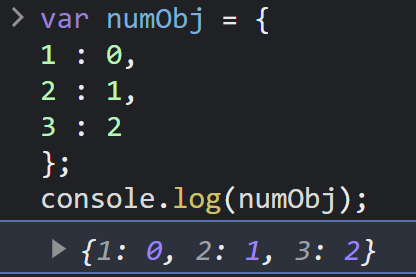 var numObj = {
1 : 0,
2 : 1,
3 : 2
};
console.log(numObj);
{1: 0, 2: 1, 3: 2}